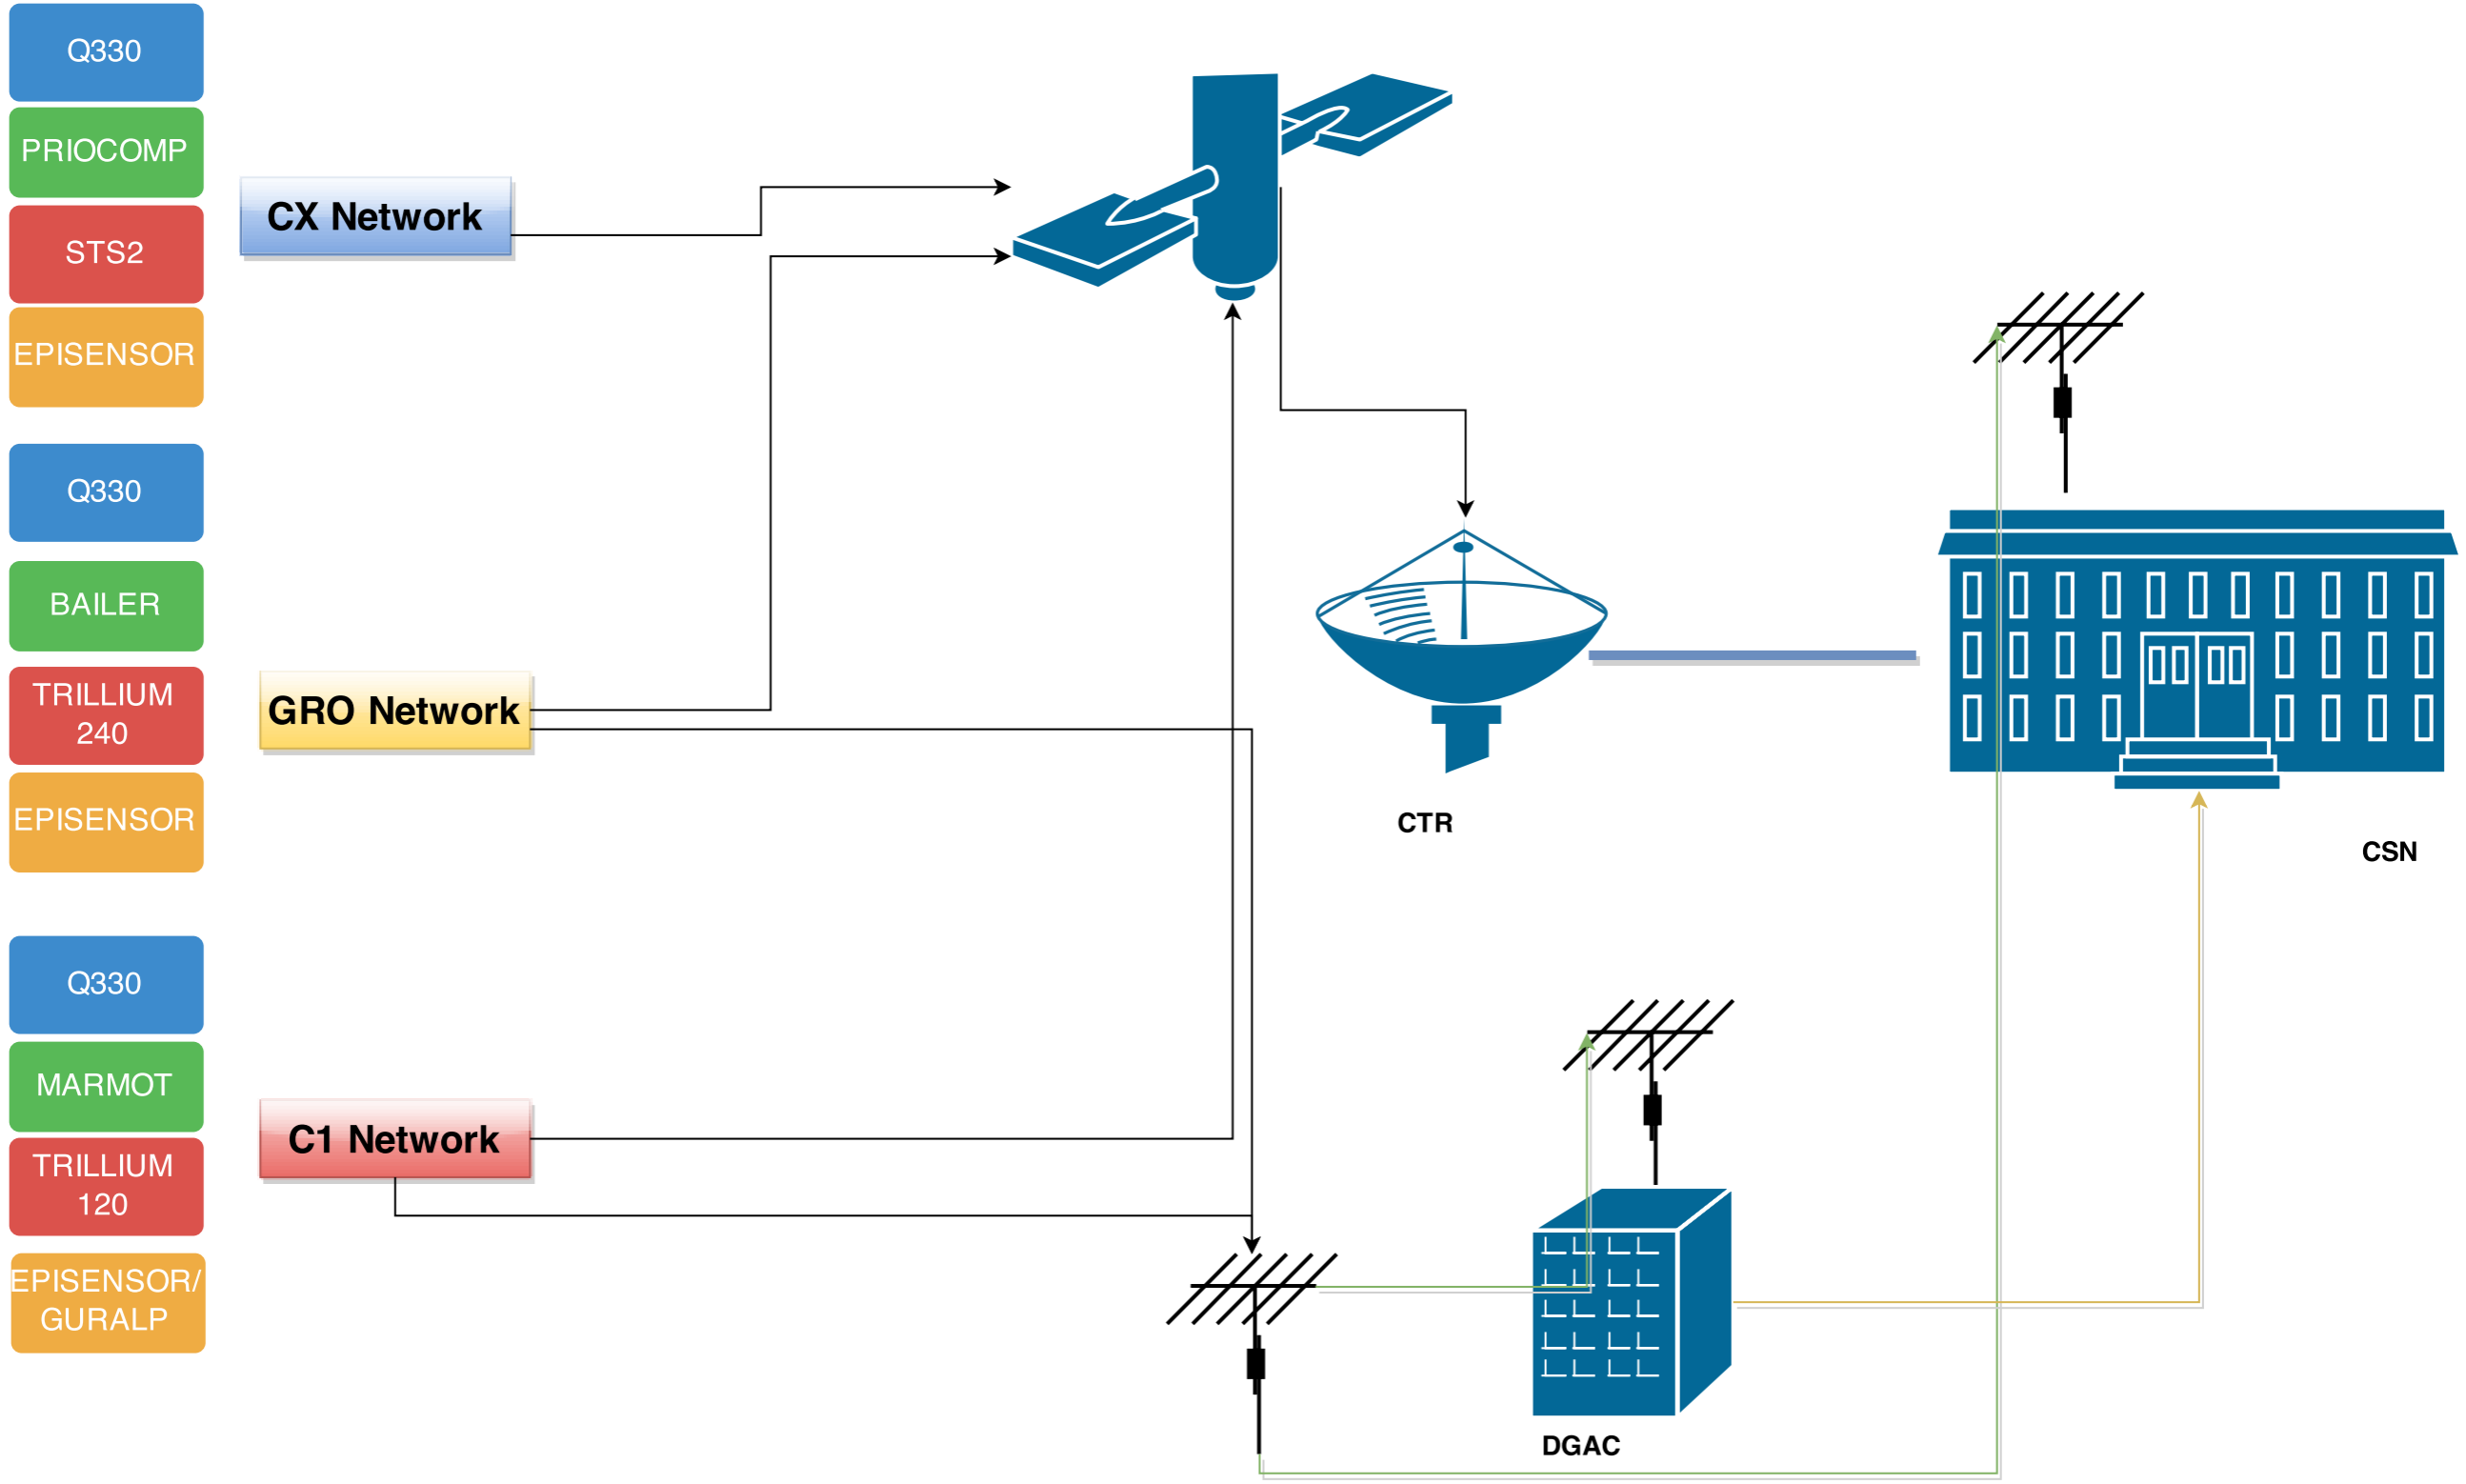 Q330
PRIOCOMP
STS2
EPISENSOR
CX Network
Q330
BAILER
TRILLIUM
240
EPISENSOR
GRO Network
CTR
CSN
Q330
MARMOT
TRILLIUM
120
EPISENSOR/
GURALP
C1 Network
DGAC